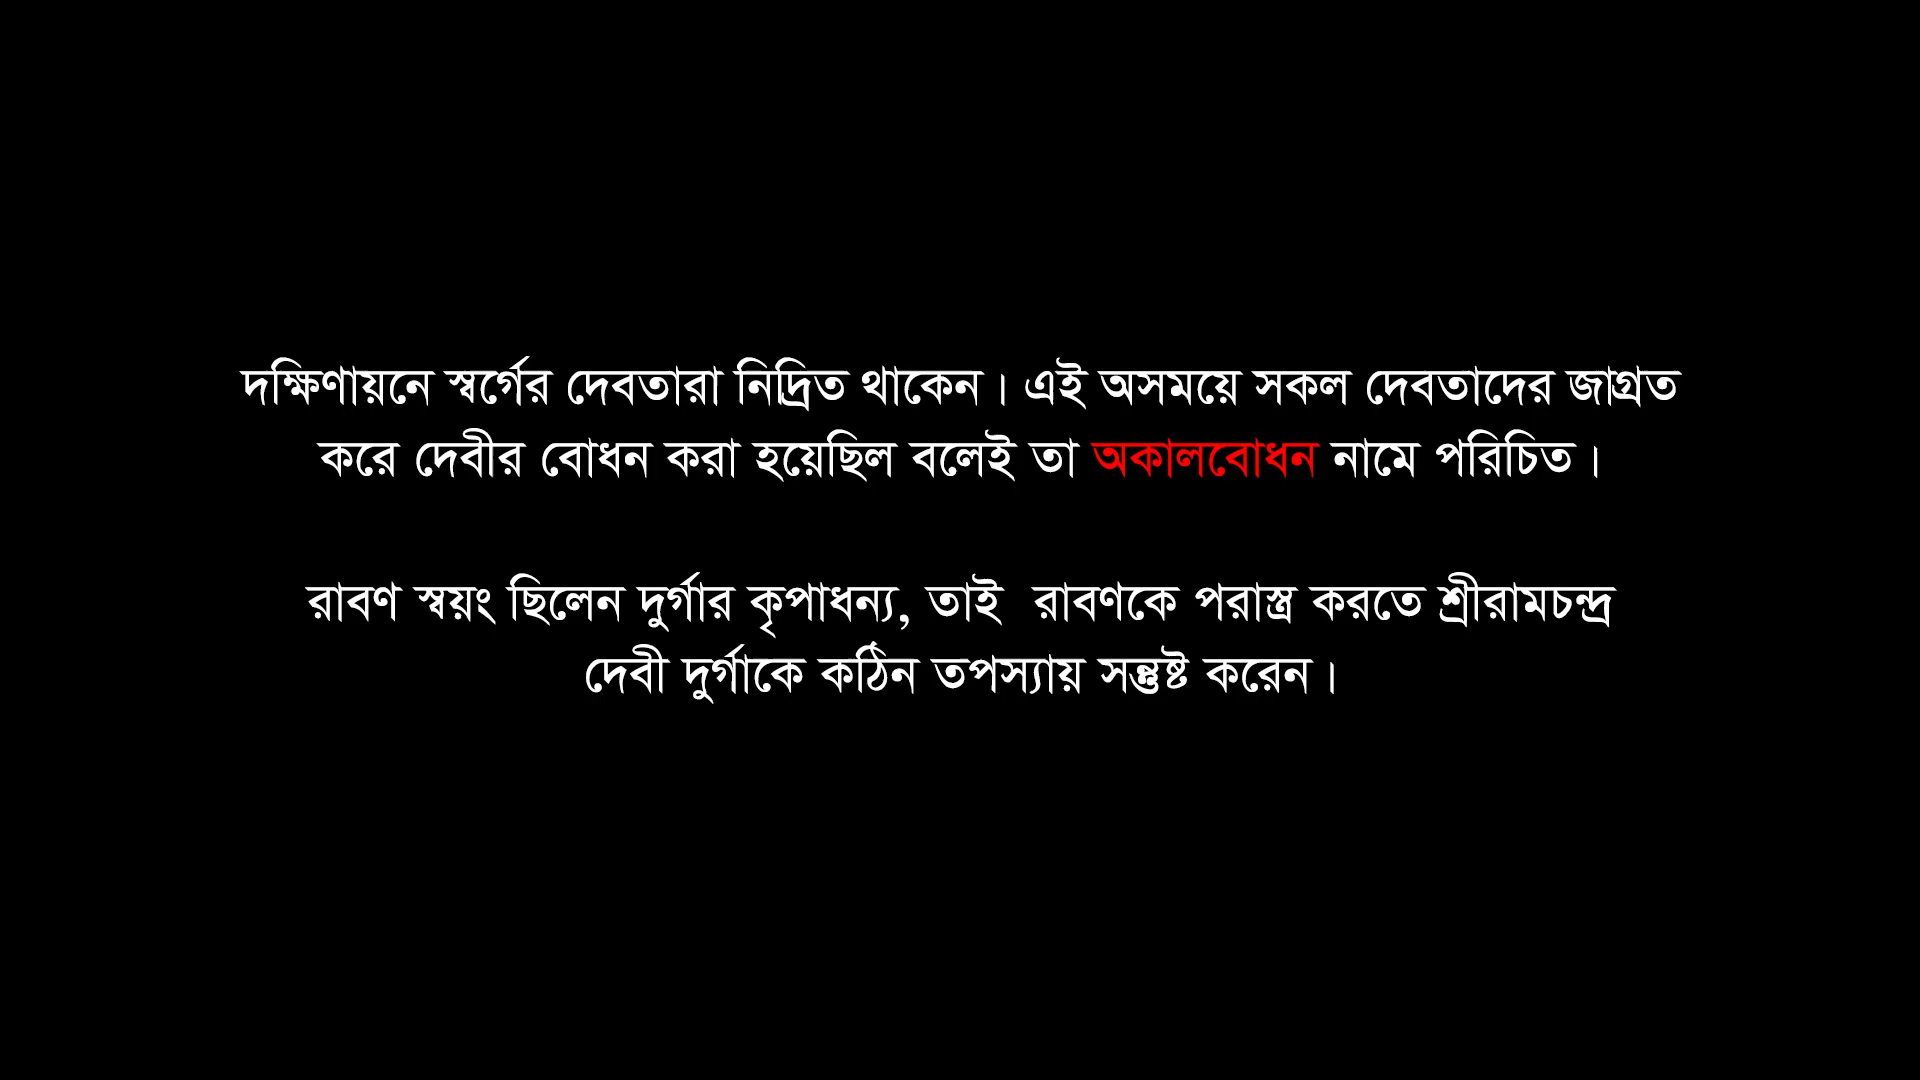 দক্ষিণায়নে স্বর্গের দেবতারা নিদ্রিত থাকেন। এই অসময়ে সকল দেবতাদের জাগ্রত
করে দেবীর বোধন করা হয়েছিল বলেই তা অকালবোধন নামে পরিচিত।
রাবণ স্বয়ং ছিলেন দুর্গার কৃপাধন্য, তাই রাবণকে পরাস্ত্র করতে শ্রীরামচন্দ্র
দেবী দুর্গাকে কঠিন তপস্যায় সন্তুষ্ট করেন।